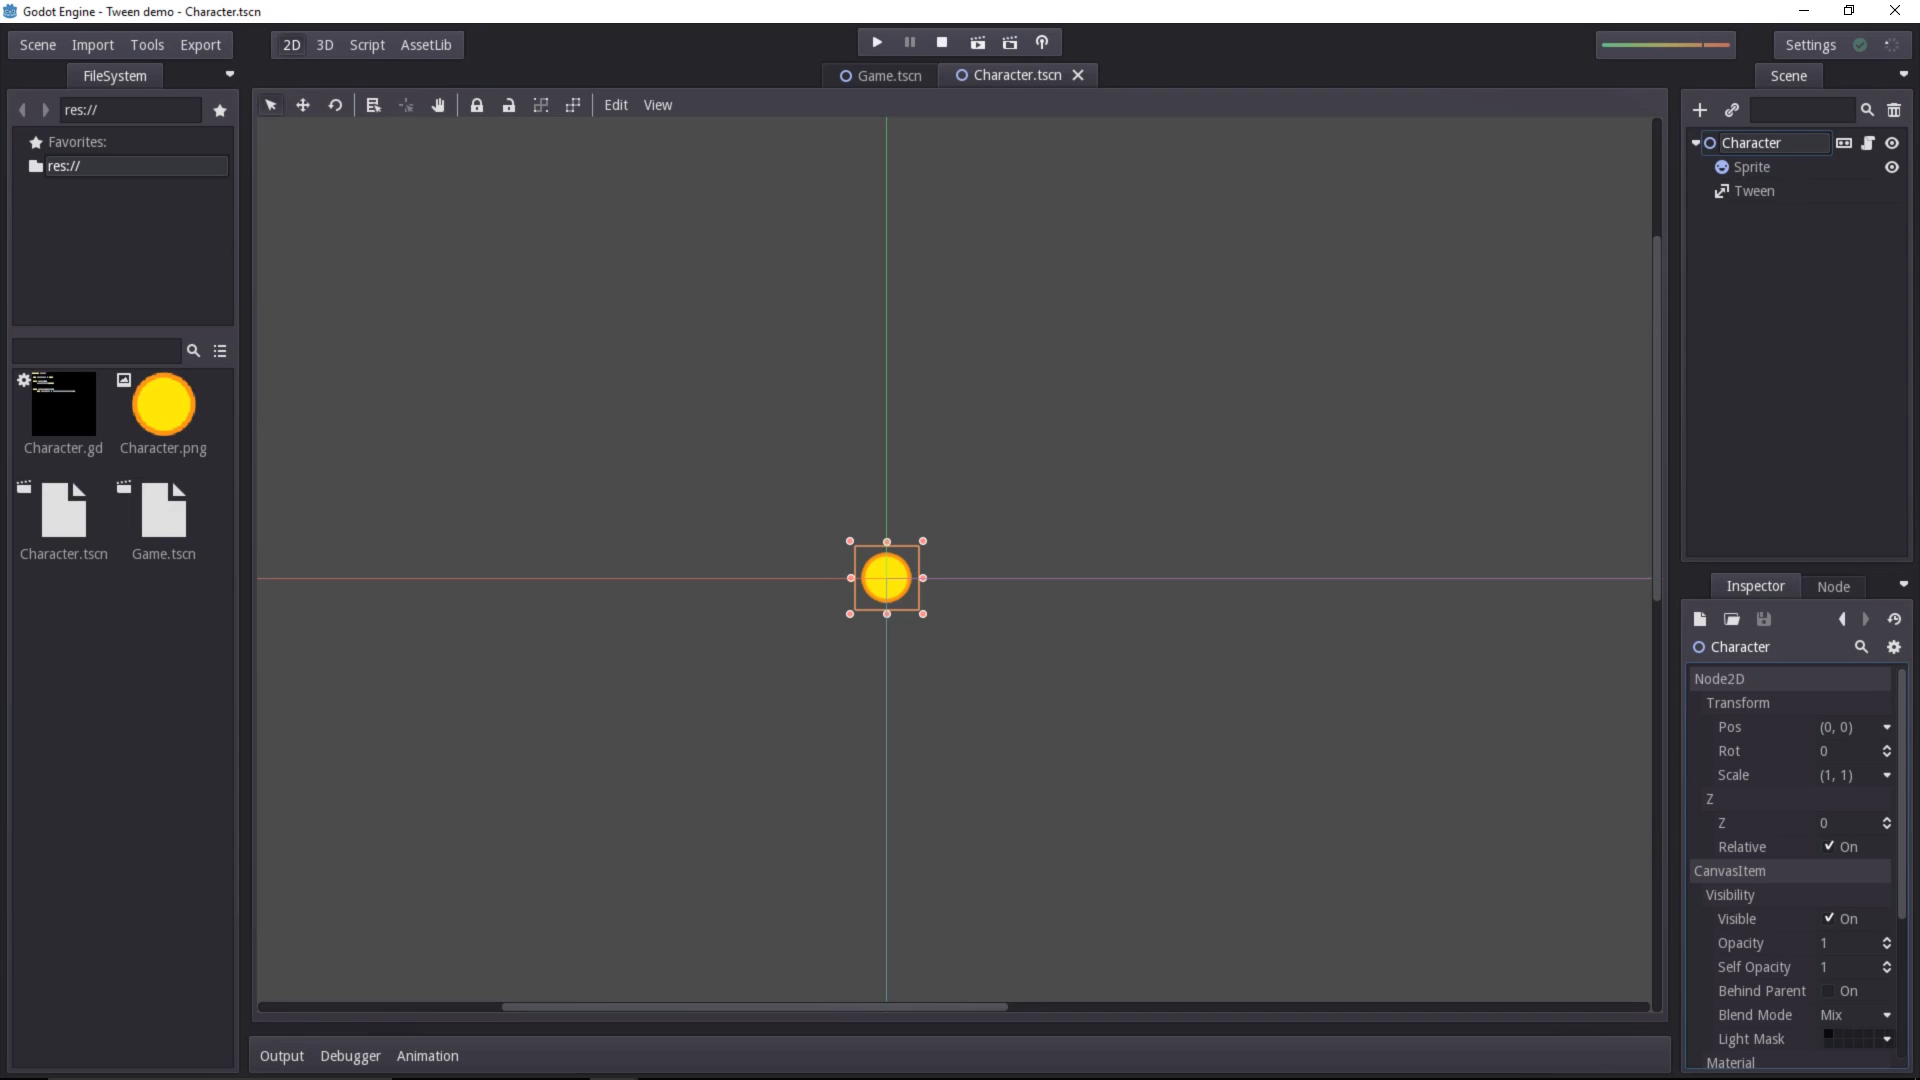 Godot Engine - Tween demo - Character.tscn
Scene Import Tools Export
2D 3D Script AssetLib
Settings
FileSystem
Game.tscn
Character.tscn
Scene
res://
Edit View
Favorites:
res://
Character
Sprite
Tween
Character.gd
Character.png
Character.tscn
Game.tscn
Inspector
Node
Character
Node2D
Transform
Pos (0, 0)
Rot 0
Scale (1, 1)
Z
Z 0
Relative On
CanvasItem
Visibility
Visible On
Opacity 1
Self Opacity 1
Behind Parent On
Blend Mode Mix
Light Mask
Material
Output Debugger Animation